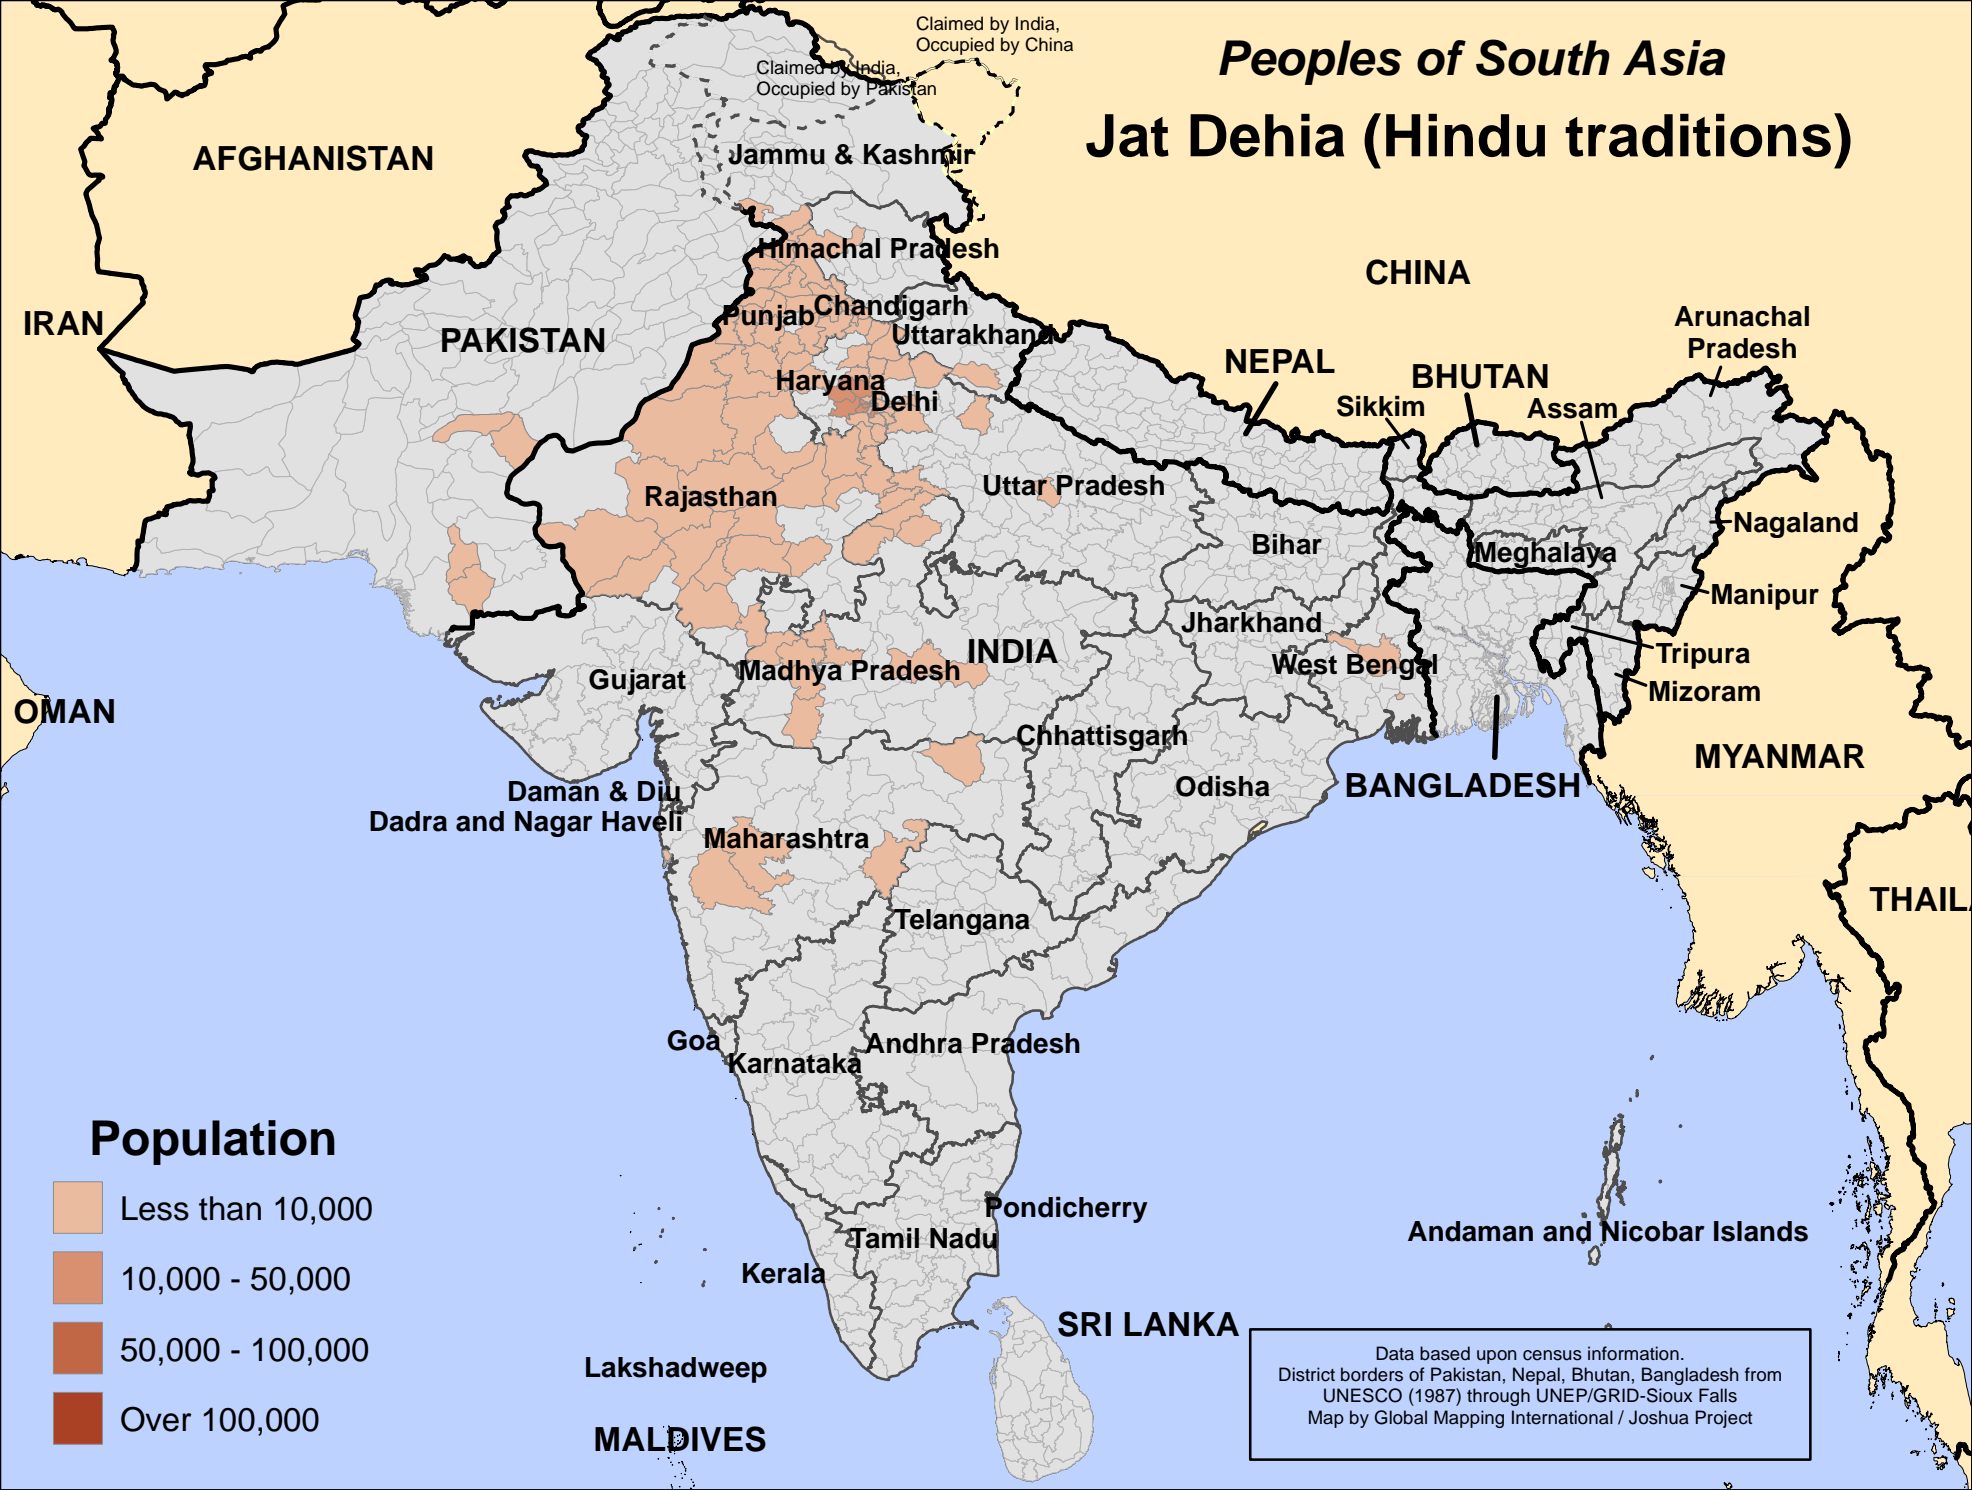 Claimed by India,
Occupied by China
Peoples of South Asia
Claimed by India,
Occupied by Pakistan
Jat Dehia (Hindu traditions)
AFGHANISTAN
Jammu & Kashmir
Himachal Pradesh
CHINA
IRAN
PAKISTAN
Punjab
Chandigarh
Uttarakhand
Arunachal
Pradesh
NEPAL
BHUTAN
Haryana
Delhi
Sikkim
Assam
Rajasthan
Uttar Pradesh
Nagaland
Bihar
Meghalaya
Manipur
Jharkhand
INDIA
Tripura
West Bengal
Madhya Pradesh
Gujarat
Mizoram
OMAN
Chhattisgarh
MYANMAR
Odisha
BANGLADESH
Daman & Diu
Dadra and Nagar Haveli
Maharashtra
THAIL
Telangana
Goa
Andhra Pradesh
Karnataka
Population
Less than 10,000
10,000 - 50,000
50,000 - 100,000
Over 100,000
Pondicherry
Tamil Nadu
Andaman and Nicobar Islands
Kerala
SRI LANKA
Lakshadweep
MALDIVES
Data based upon census information.
District borders of Pakistan, Nepal, Bhutan, Bangladesh from
UNESCO (1987) through UNEP/GRID-Sioux Falls
Map by Global Mapping International / Joshua Project